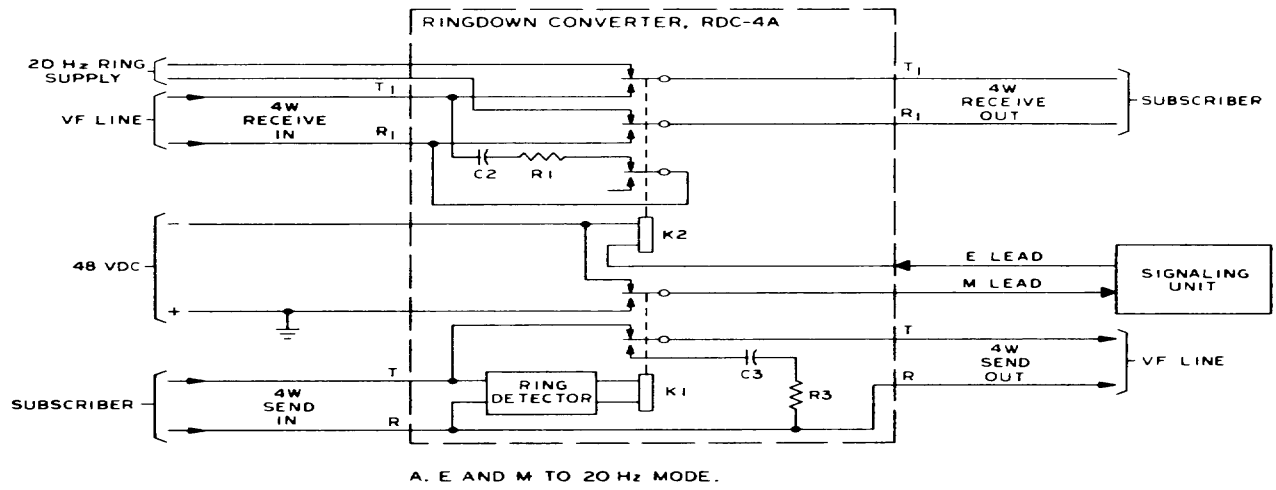 RINGDOWN CONVERTER, RDC-4A
20 Hz RING
SUPPLY
T1
T1
4W
RECEIVE
IN
VF LINE
R1
4W
RECEIVE
OUT
R1
SUBSCRIBER
C2
R1
–
K2
48 VDC
E LEAD
M LEAD
SIGNALING
UNIT
+
T
4W
SEND
OUT
VF LINE
C3
T
RING
DETECTOR
K1
R3
R
SUBSCRIBER
4W
SEND
IN
R
A. E AND M TO 20 Hz MODE.